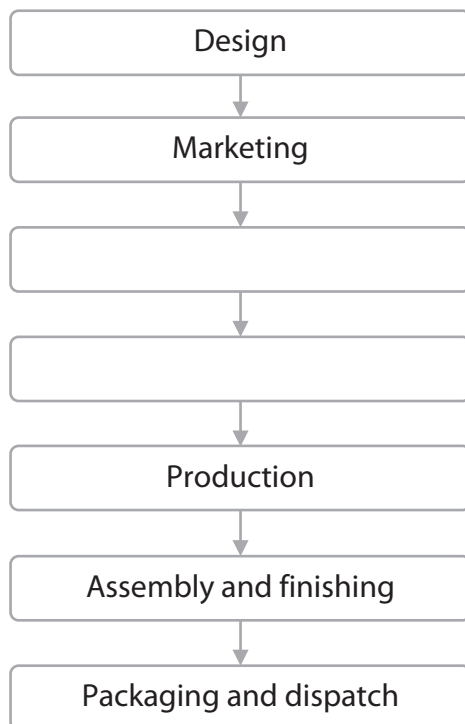 Design
Marketing
Production
Assembly and finishing
Packaging and dispatch